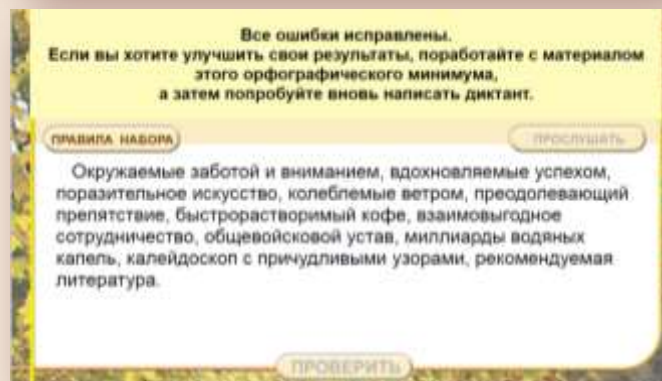 Все ошибки исправлены.
Если вы хотите улучшить свои результаты, поработайте с материалом
этого орфографического минимума,
а затем попробуйте вновь написать диктант.
ПРАВИЛА НАБОРА
ПРОСЛУШАТЬ
Окружаемые заботой и вниманием, вдохновляемые успехом,
поразительное искусство, колеблемые ветром, преодолевающий
препятствие, быстрорастворимый кофе, взаимовыгодное
сотрудничество, общевойсковой устав, миллиарды водяных
капель, калейдоскоп с причудливыми узорами, рекомендуемая
литература.
ПРОВЕРИТЬ